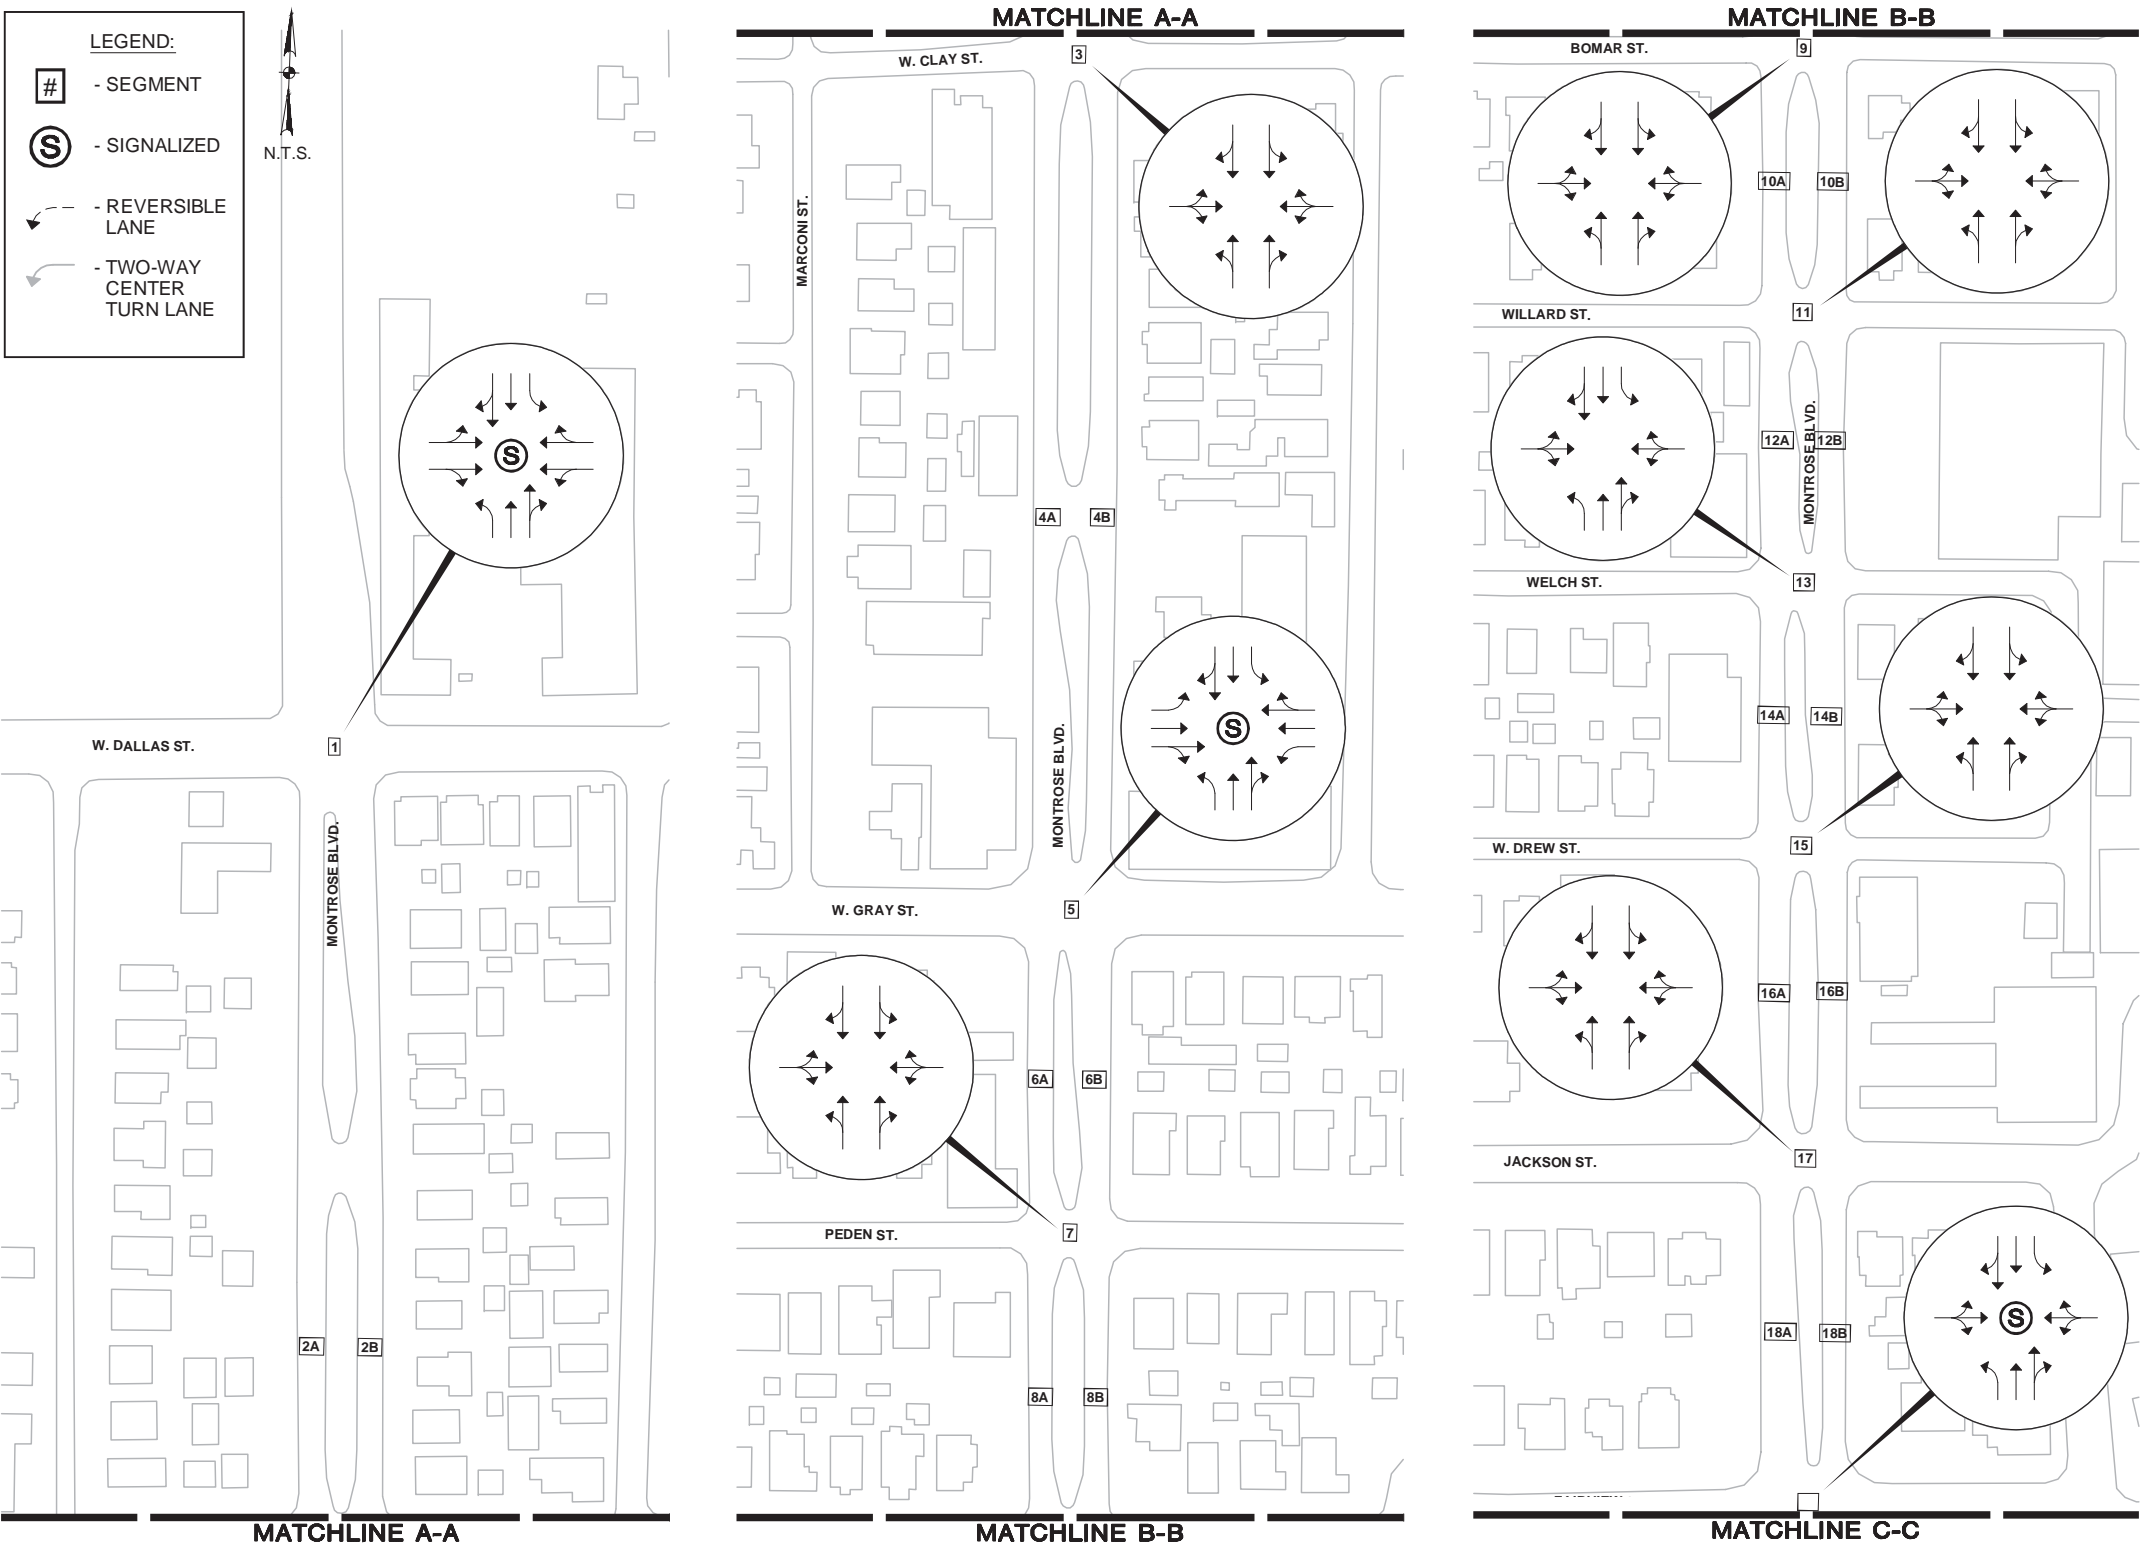 LEGEND:
# - SEGMENT
S - SIGNALIZED
- REVERSIBLE
LANE
- TWO-WAY
CENTER
TURN LANE
N.T.S.
S
W. DALLAS ST.
1
MONTROSE BLVD.
2A
2B
MATCHLINE A-A
MATCHLINE A-A
W. CLAY ST.
3
MARCONI ST.
4A
4B
MONTROSE BLVD.
S
W. GRAY ST.
5
6A
6B
PEDEN ST.
7
8A
8B
MATCHLINE B-B
MATCHLINE B-B
BOMAR ST.
9
10A
10B
WILLARD ST.
11
MONTROSE BLVD.
12A
12B
WELCH ST.
13
14A
14B
W. DREW ST.
15
16A
16B
JACKSON ST.
17
18A
18B
S
MATCHLINE C-C